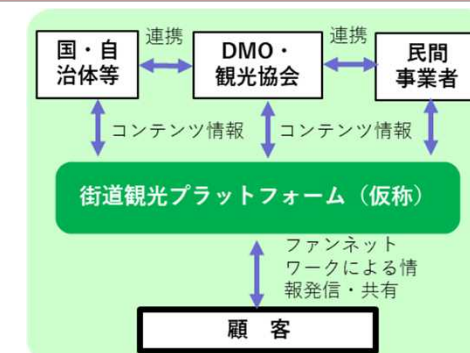 連携
連携
国・自
治体等
DMO・
観光協会
民間
事業者
コンテンツ情報
コンテンツ情報
街道観光プラットフォーム（仮称）
ファンネット
ワークによる情
報発信・共有
顧 客